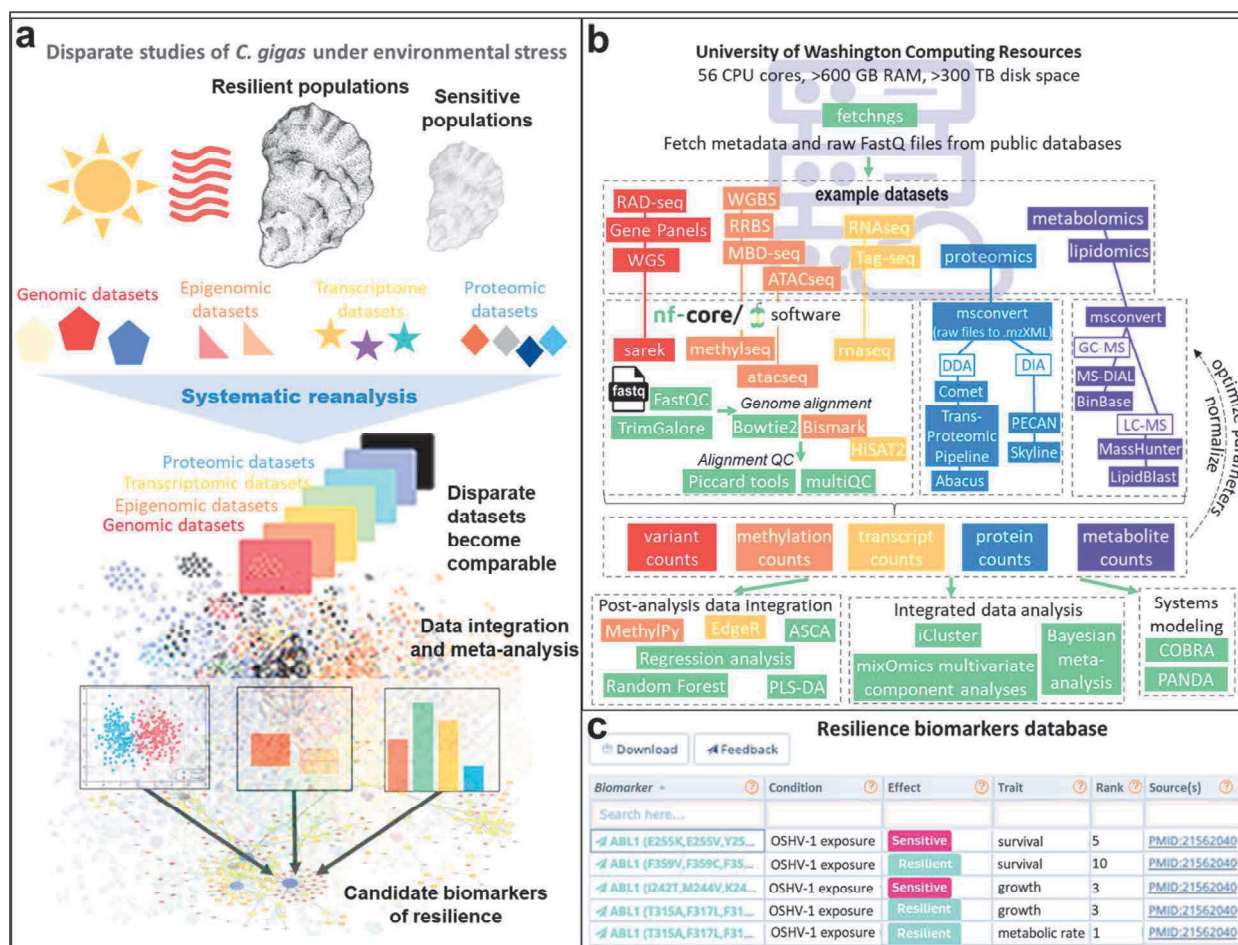 a
Disparate studies of C. gigas under environmental stress
Resilient populations
Sensitive
populations
Genomic datasets
Epigenomic
datasets
Transcriptome
datasets
Proteomic
datasets
Systematic reanalysis
Proteomic datasets
Transcriptomic datasets
Epigenomic datasets
Genomic datasets
Disparate
datasets
become
comparable
Data integration
and meta-analysis
Candidate biomarkers
of resilience
b
University of Washington Computing Resources
56 CPU cores, >600 GB RAM, >300 TB disk space
fetchngs
Fetch metadata and raw FastQ files from public databases
example datasets
RAD-seq
Gene Panels
WGS
WGBS
RRBS
MBD-seq
ATACseq
RNAseq
Tag-seq
proteomics
metabolomics
lipidomics
nf-core/ software
sarek
methylseq
atacseq
rnaseq
fastq
FastQC
TrimGalore
Genome alignment
Bowtie2
Bismark
HiSAT2
Alignment QC
Piccard tools
multiQC
msconvert
(raw files to .mzXML)
DDA
DIA
Comet
Trans-
Proteomic
Pipeline
Abacus
PECAN
Skyline
msconvert
GC-MS
MS-DIAL
BinBase
LC-MS
MassHunter
LipidBlast
optimize parameters
normalize
variant
counts
methylation
counts
transcript
counts
protein
counts
metabolite
counts
Post-analysis data integration
MethylPy
EdgeR
ASCA
Regression analysis
Random Forest
PLS-DA
Integrated data analysis
iCluster
mixOmics multivariate
component analyses
Bayesian
meta-
analysis
Systems
modeling
COBRA
PANDA
c
Resilience biomarkers database
Download
Feedback
Biomarker Condition Effect Trait Rank Source(s)
Search here...
ABL1 (E255K,E255V,Y25... OSHV-1 exposure Sensitive survival 5 PMID:21562040
ABL1 (F359V,F359C,F35... OSHV-1 exposure Resilient survival 10 PMID:21562040
ABL1 (I242T,M244V,K24... OSHV-1 exposure Sensitive growth 3 PMID:21562040
ABL1 (T315A,F317L,F31... OSHV-1 exposure Resilient growth 3 PMID:21562040
ABL1 (T315A,F317L,F31... OSHV-1 exposure Resilient metabolic rate 1 PMID:21562040